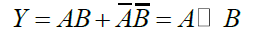 Y = AB + A̅B̅ = A□ B